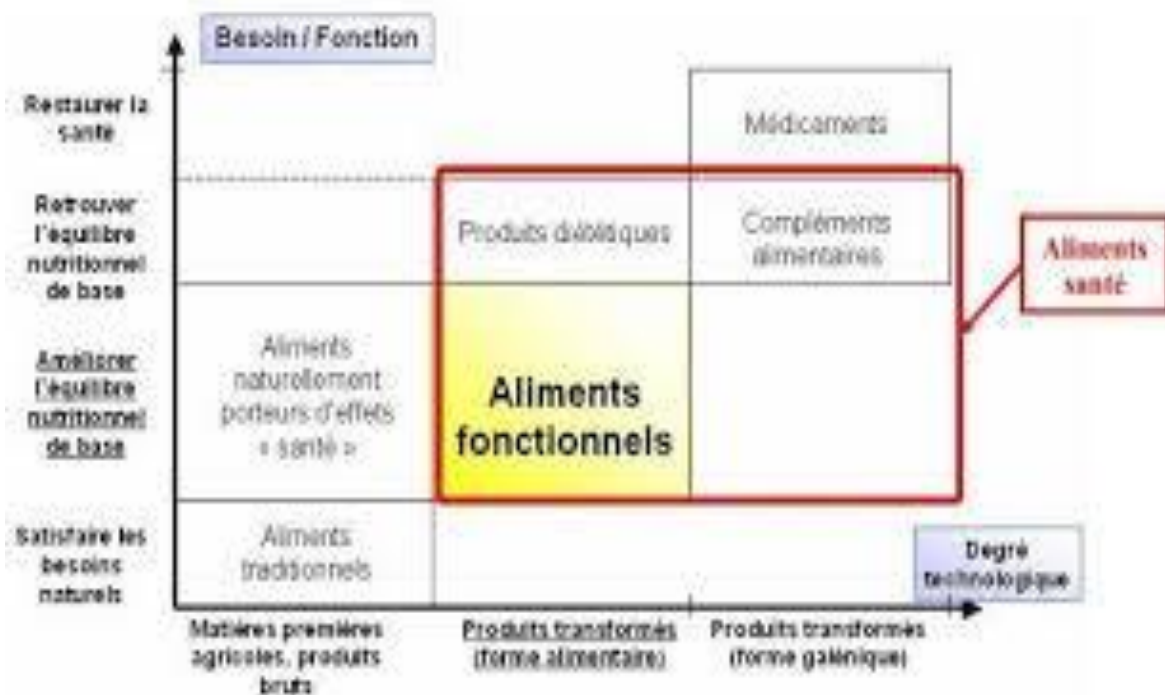 Besoin / Fonction
Restaurer la
santé
Médicaments
Retrouver
l'équilibre
nutritionnel
de base
Produits diététiques
Compléments
alimentaires
Aliments
santé
Améliorer
l'équilibre
nutritionnel
de base
Aliments
naturellement
porteurs d'effets
« santé »
Aliments
fonctionnels
Satisfaire les
besoins
naturels
Aliments
traditionnels
Degré
technologique
Matières premières
agricoles, produits
bruts
Produits transformés
(forme alimentaire)
Produits transformés
(forme galénique)